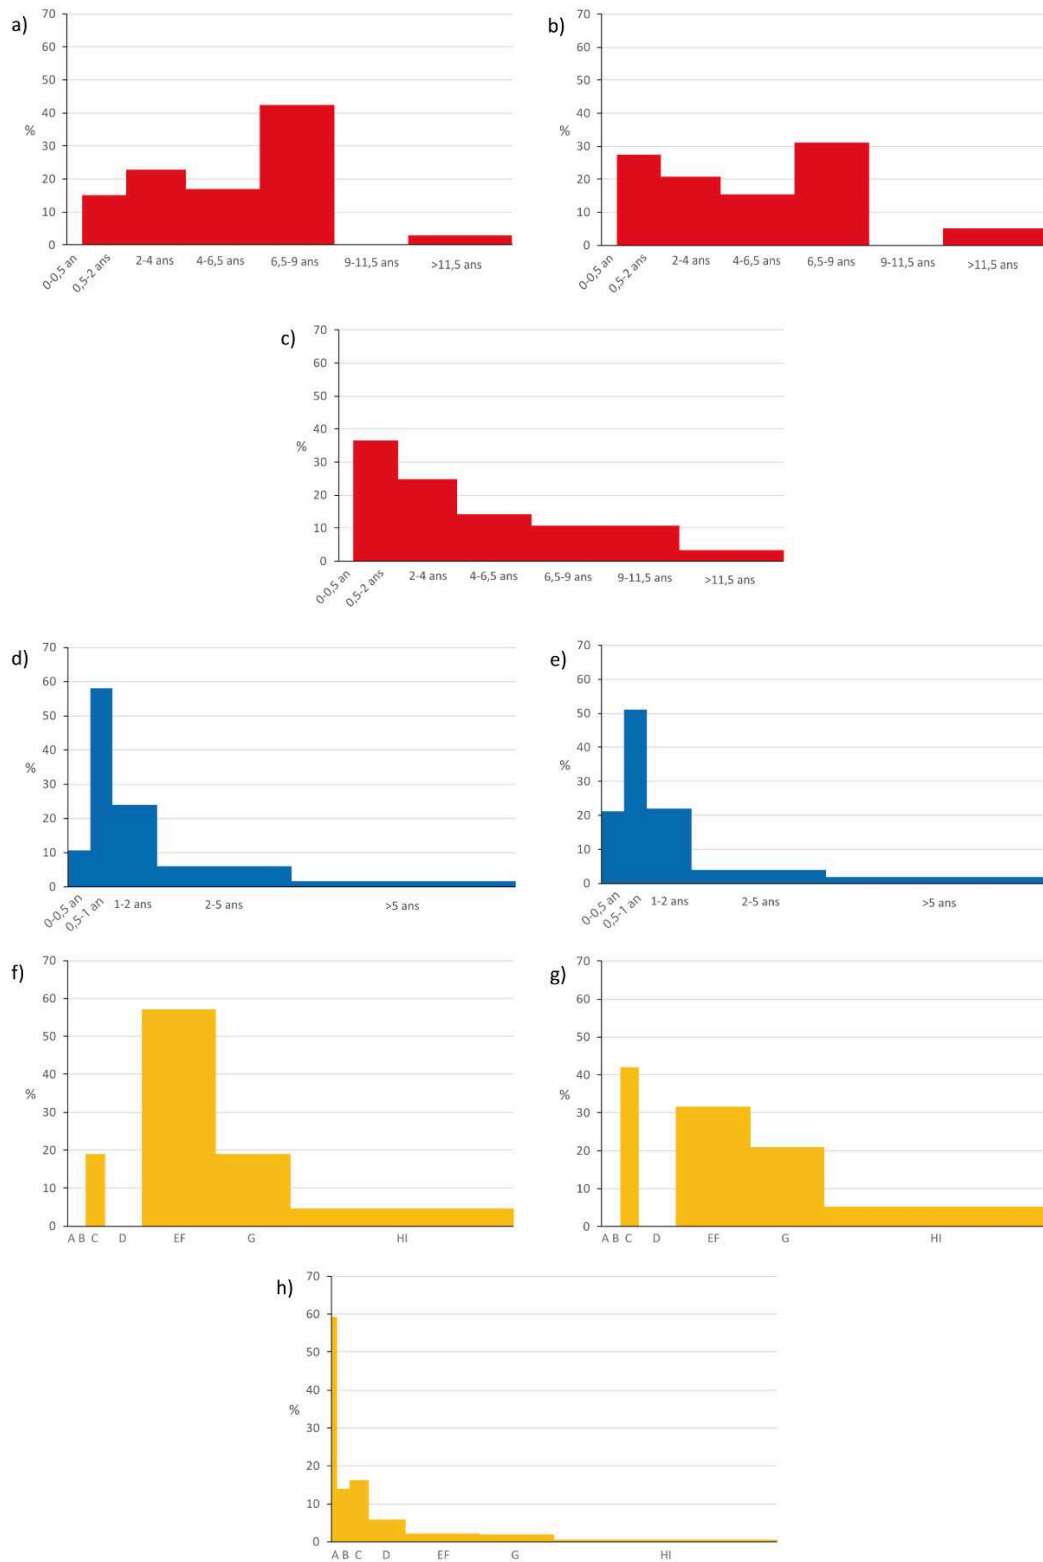 a)
70
60
50
40
30
20
10
0
%
0-0,5 an
0,5-2 ans
2-4 ans
4-6,5 ans
6,5-9 ans
9-11,5 ans
>11,5 ans
b)
70
60
50
40
30
20
10
0
%
0-0,5 an
0,5-2 ans
2-4 ans
4-6,5 ans
6,5-9 ans
9-11,5 ans
>11,5 ans
c)
70
60
50
40
30
20
10
0
%
0-0,5 an
0,5-2 ans
2-4 ans
4-6,5 ans
6,5-9 ans
9-11,5 ans
>11,5 ans
d)
70
60
50
40
30
20
10
0
%
0-0,5 an
0,5-1 an
1-2 ans
2-5 ans
>5 ans
e)
70
60
50
40
30
20
10
0
%
0-0,5 an
0,5-1 an
1-2 ans
2-5 ans
>5 ans
f)
70
60
50
40
30
20
10
0
%
A B C D EF G HI
g)
70
60
50
40
30
20
10
0
%
A B C D EF G HI
h)
70
60
50
40
30
20
10
0
%
A B C D EF G HI